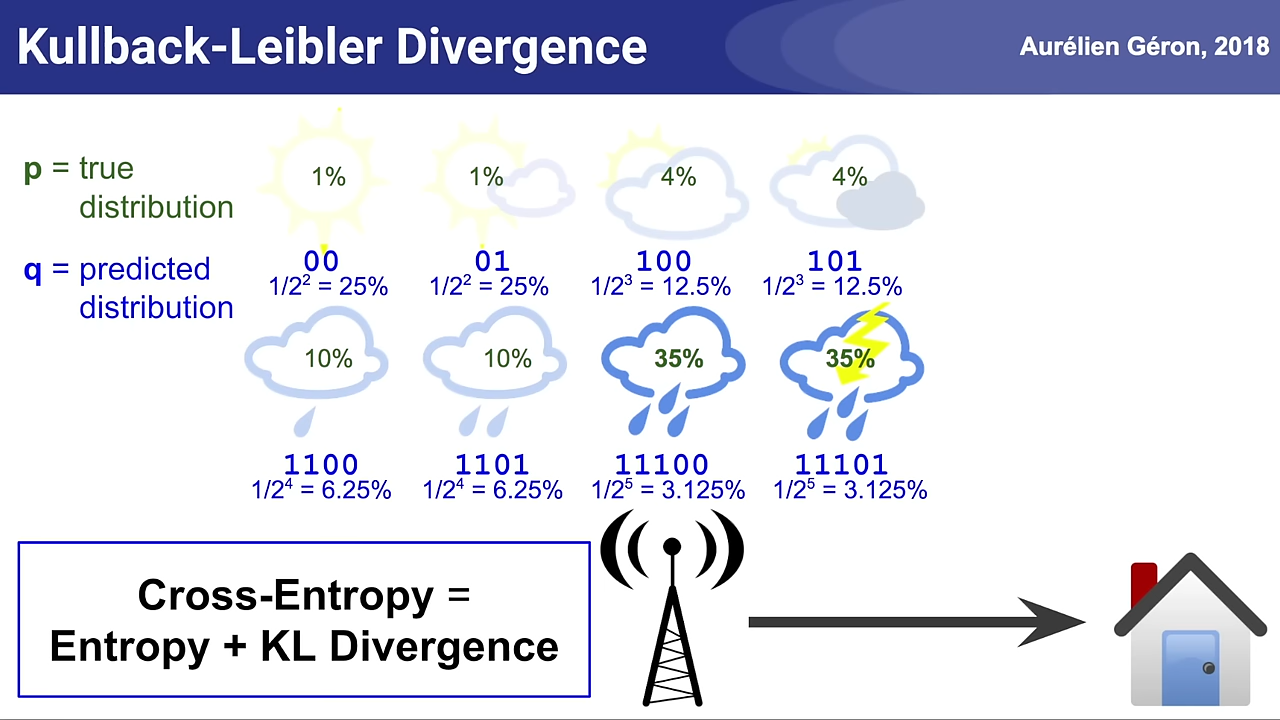 Kullback-Leibler Divergence
Aurélien Géron, 2018
p = true
distribution
1%
1%
4%
4%
q = predicted
distribution
00
01
100
101
1/2² = 25%
1/2² = 25%
1/2³ = 12.5%
1/2³ = 12.5%
10%
10%
35%
35%
1100
1101
11100
11101
1/2⁴ = 6.25%
1/2⁴ = 6.25%
1/2⁵ = 3.125%
1/2⁵ = 3.125%
Cross-Entropy =
Entropy + KL Divergence